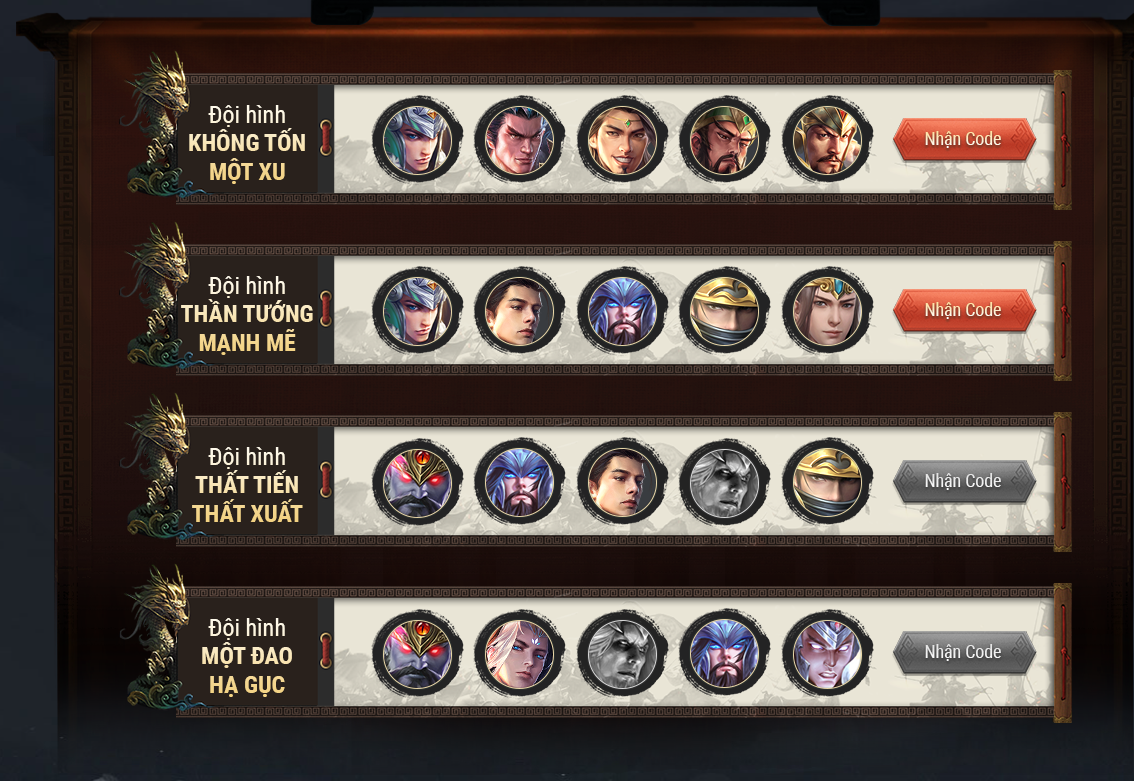 Đội hình
KHÔNG TỐN
MỘT XU
Nhận Code
Đội hình
THẦN TƯỚNG
MẠNH MẼ
Nhận Code
Đội hình
THẤT TIẾN
THẤT XUẤT
Nhận Code
Đội hình
MỘT ĐAO
HẠ GỤC
Nhận Code